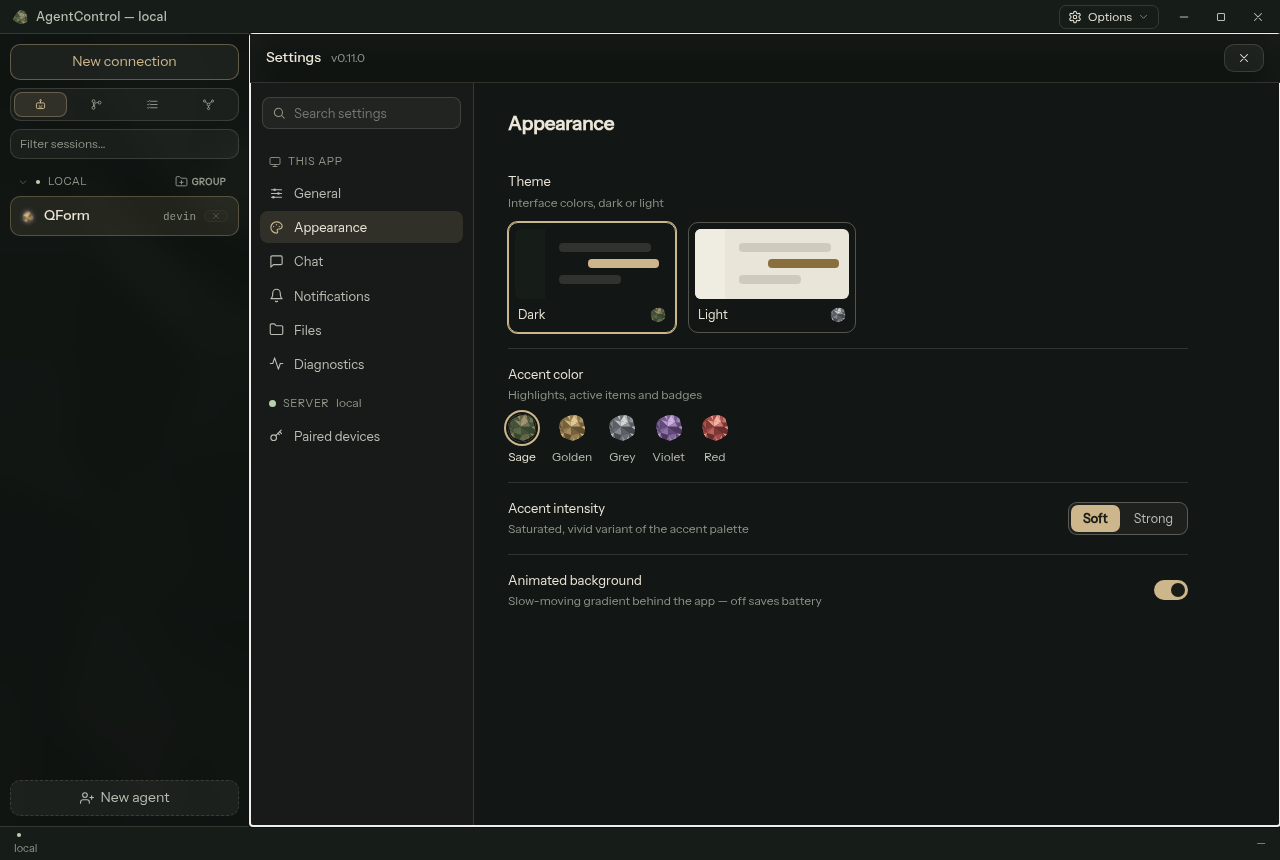 AgentControl — local
Options
New connection
Filter sessions...
LOCAL
GROUP
QForm
devin
New agent
local
Settings v0.11.0
Search settings
THIS APP
General
Appearance
Chat
Notifications
Files
Diagnostics
SERVER local
Paired devices
Appearance
Theme
Interface colors, dark or light
Dark
Light
Accent color
Highlights, active items and badges
Sage
Golden
Grey
Violet
Red
Accent intensity
Saturated, vivid variant of the accent palette
Soft
Strong
Animated background
Slow-moving gradient behind the app — off saves battery